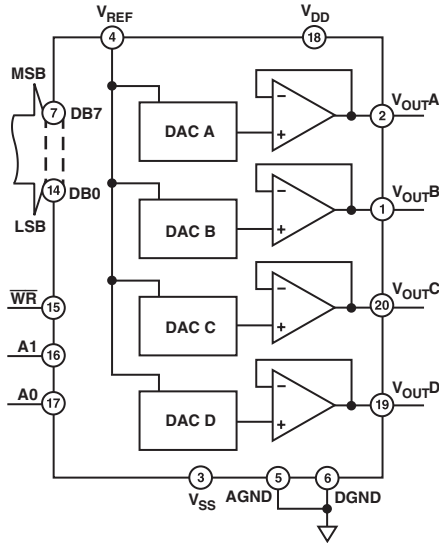 VREF
VDD
4
18
MSB
7
DB7
DAC A
−
+
2
VOUTA
14
DB0
LSB
DAC B
−
+
1
VOUTB
WR
15
DAC C
−
+
20
VOUTC
A1
16
A0
17
DAC D
−
+
19
VOUTD
3
5
6
VSS
AGND
DGND